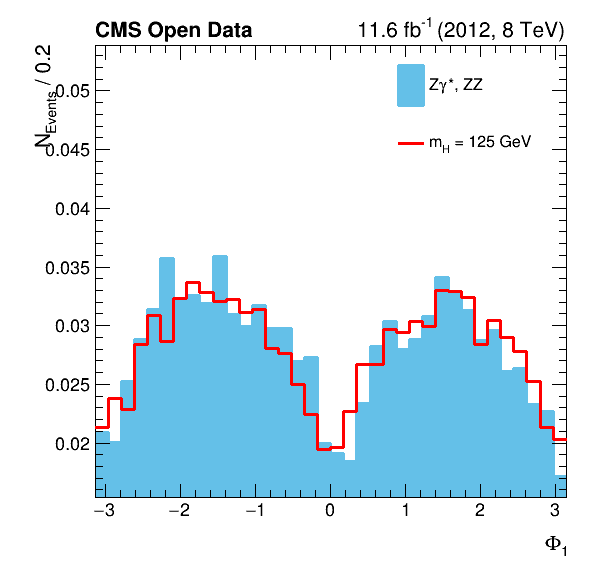 CMS Open Data 11.6 fb⁻¹ (2012, 8 TeV)
N_Events / 0.2
Zγ*, ZZ
m_H = 125 GeV
0.05
0.045
0.04
0.035
0.03
0.025
0.02
−3 −2 −1 0 1 2 3
Φ₁